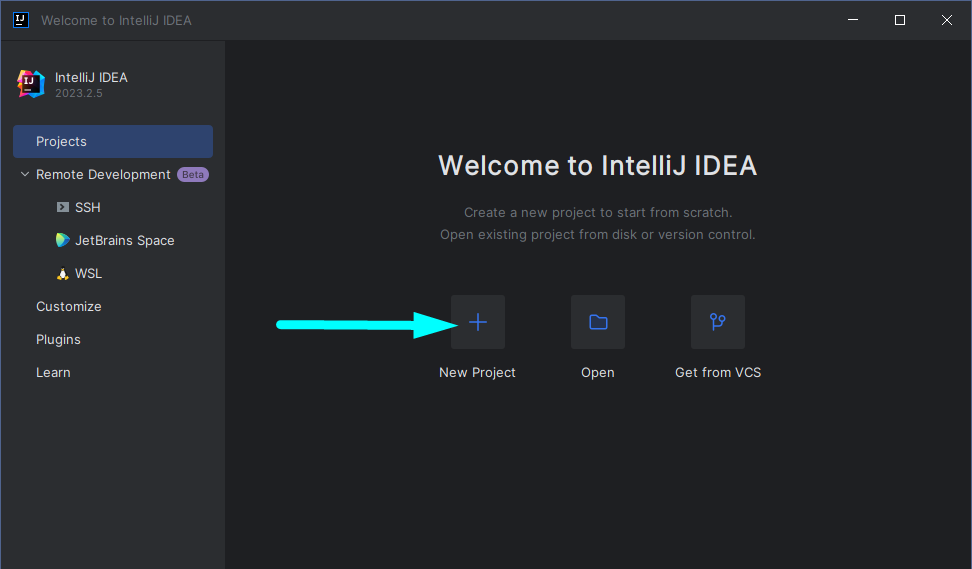 Welcome to IntelliJ IDEA
IntelliJ IDEA
2023.2.5
Projects
Remote Development Beta
SSH
JetBrains Space
WSL
Customize
Plugins
Learn
Welcome to IntelliJ IDEA
Create a new project to start from scratch.
Open existing project from disk or version control.
New Project
Open
Get from VCS